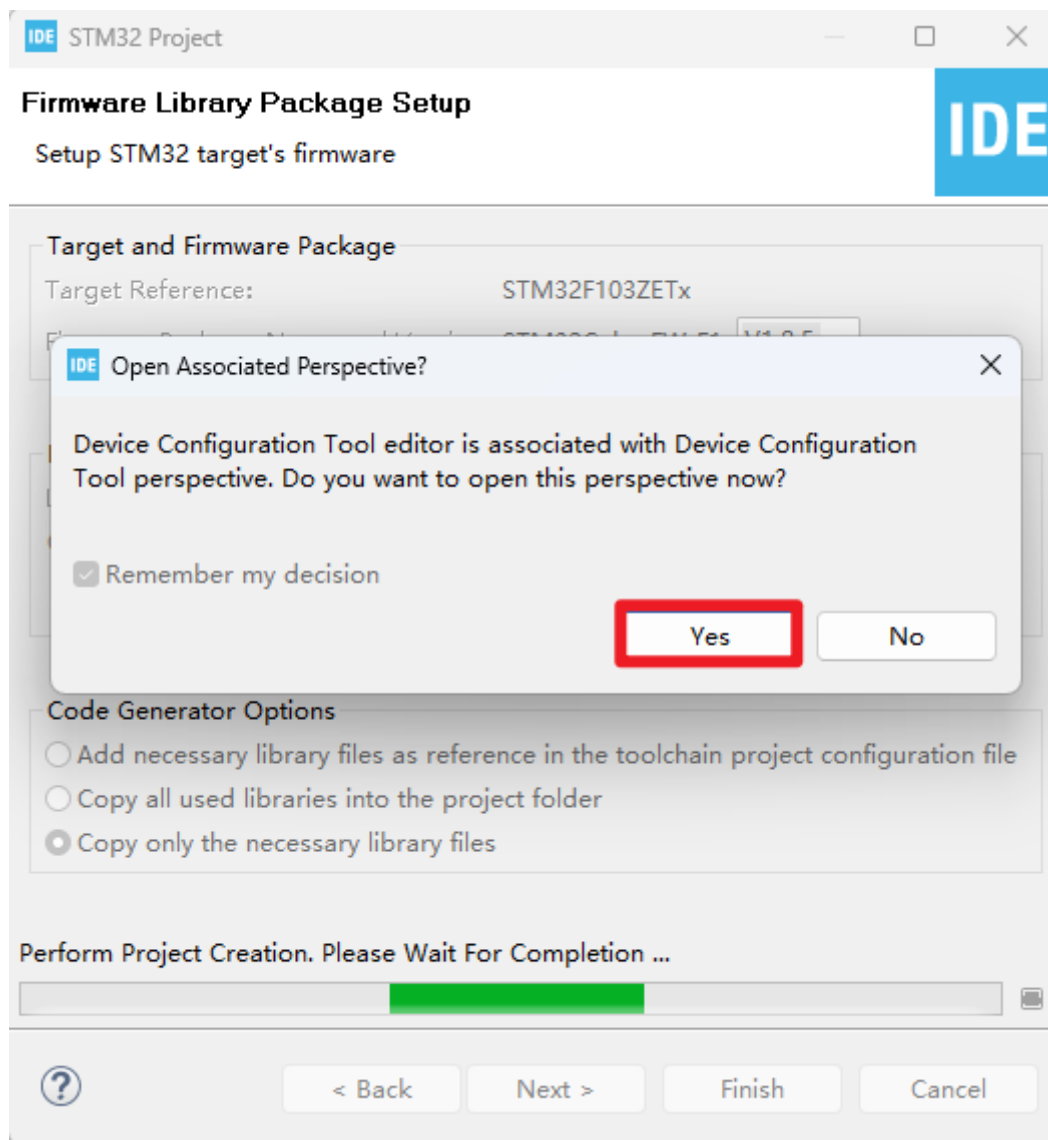 IDE STM32 Project
Firmware Library Package Setup
IDE
Setup STM32 target's firmware
Target and Firmware Package
Target Reference: STM32F103ZETx
IDE Open Associated Perspective?
Device Configuration Tool editor is associated with Device Configuration
Tool perspective. Do you want to open this perspective now?
Remember my decision
Yes No
Code Generator Options
Add necessary library files as reference in the toolchain project configuration file
Copy all used libraries into the project folder
Copy only the necessary library files
Perform Project Creation. Please Wait For Completion ...
? < Back Next > Finish Cancel